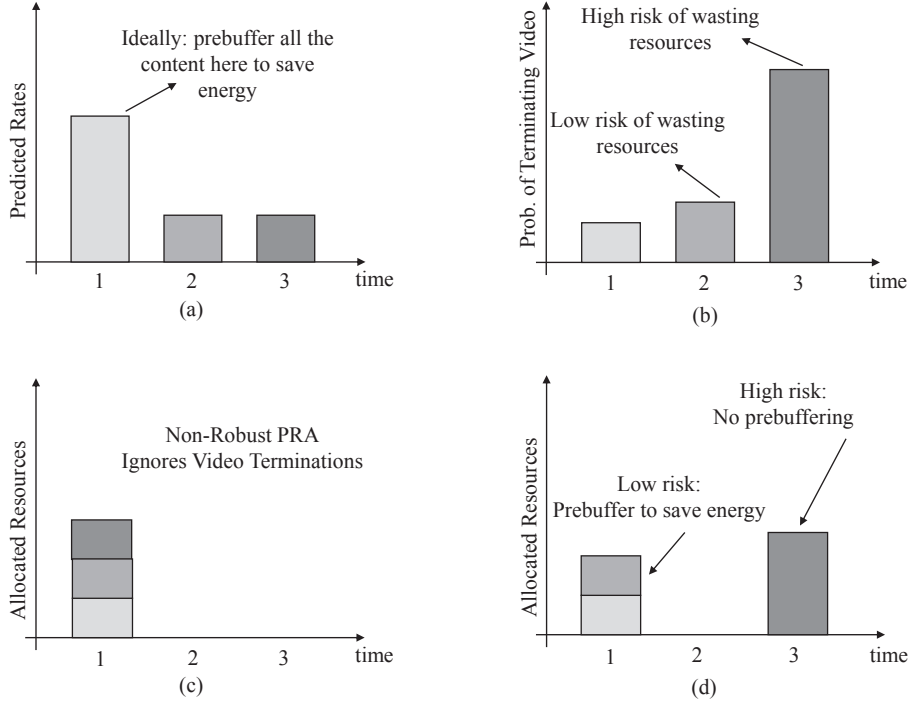 Predicted Rates
Ideally: prebuffer all the
content here to save
energy
1
2
3
time
(a)
Prob. of Terminating Video
High risk of wasting
resources
Low risk of wasting
resources
1
2
3
time
(b)
Allocated Resources
Non-Robust PRA
Ignores Video Terminations
1
2
3
time
(c)
Allocated Resources
High risk:
No prebuffering
Low risk:
Prebuffer to save energy
1
2
3
time
(d)